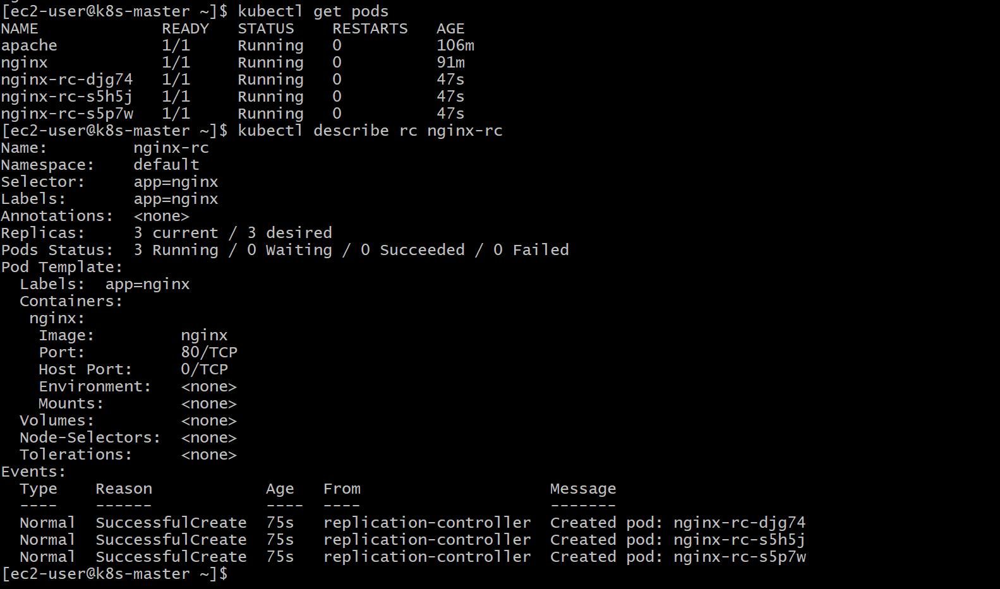 [ec2-user@k8s-master ~]$ kubectl get pods
NAME             READY   STATUS    RESTARTS   AGE
apache           1/1     Running   0          106m
nginx            1/1     Running   0          91m
nginx-rc-djg74   1/1     Running   0          47s
nginx-rc-s5h5j   1/1     Running   0          47s
nginx-rc-s5p7w   1/1     Running   0          47s
[ec2-user@k8s-master ~]$ kubectl describe rc nginx-rc
Name:         nginx-rc
Namespace:    default
Selector:     app=nginx
Labels:       app=nginx
Annotations:  <none>
Replicas:     3 current / 3 desired
Pods Status:  3 Running / 0 Waiting / 0 Succeeded / 0 Failed
Pod Template:
  Labels:  app=nginx
  Containers:
   nginx:
    Image:         nginx
    Port:          80/TCP
    Host Port:     0/TCP
    Environment:   <none>
    Mounts:        <none>
  Volumes:         <none>
  Node-Selectors:  <none>
  Tolerations:     <none>
Events:
  Type    Reason            Age   From                    Message
  ----    ------            ----  ----                    -------
  Normal  SuccessfulCreate  75s   replication-controller  Created pod: nginx-rc-djg74
  Normal  SuccessfulCreate  75s   replication-controller  Created pod: nginx-rc-s5h5j
  Normal  SuccessfulCreate  75s   replication-controller  Created pod: nginx-rc-s5p7w
[ec2-user@k8s-master ~]$